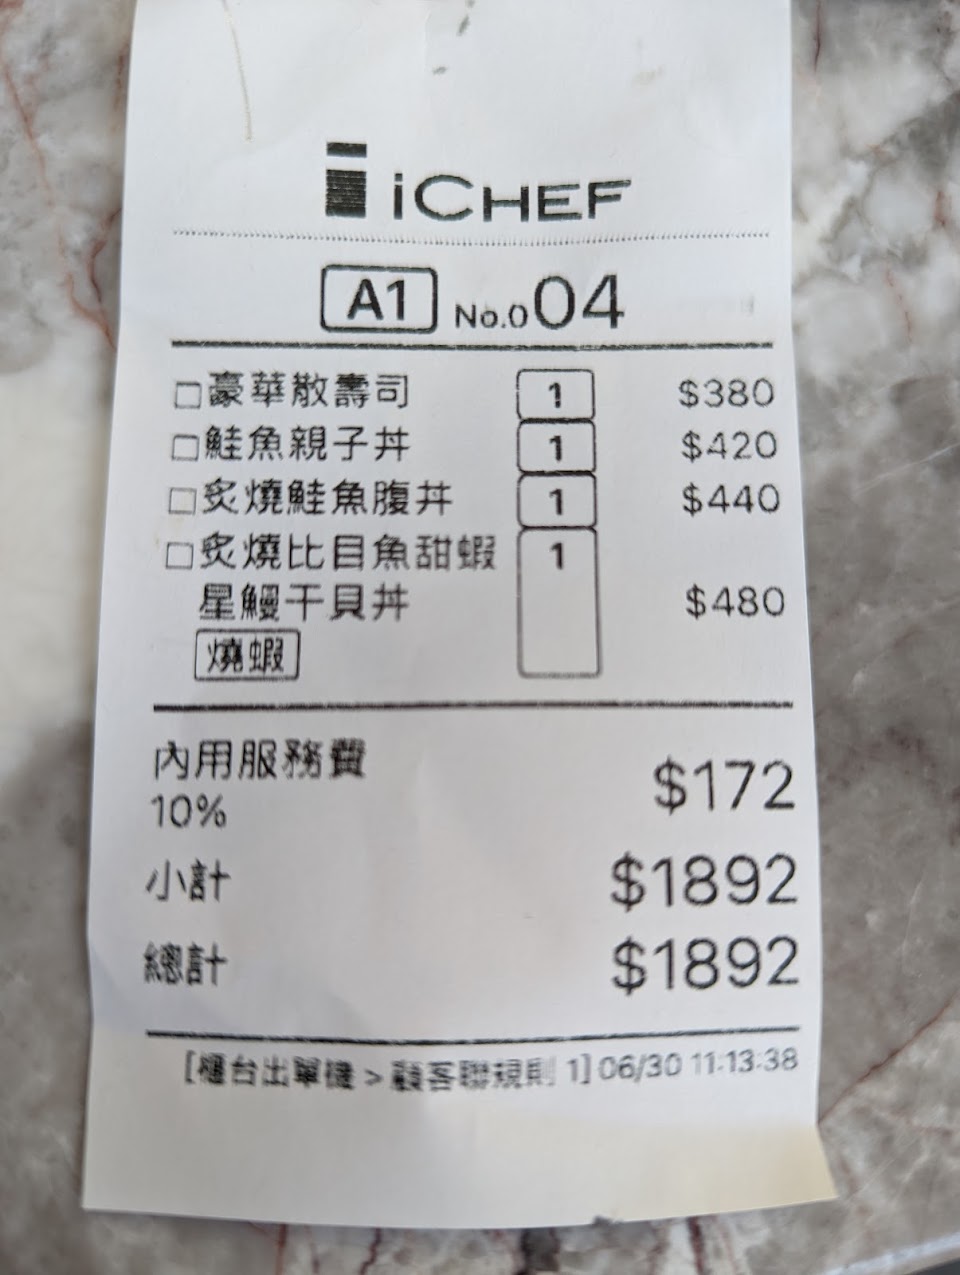 iCHEF
A1 No.004
□豪華散壽司 1 $380
□鮭魚親子丼 1 $420
□炙燒鮭魚腹丼 1 $440
□炙燒比目魚甜蝦 1
星鰻干貝丼 $480
燒蝦
內用服務費
10% $172
小計 $1892
總計 $1892
[櫃台出單機 > 顧客聯規則 1] 06/30 11:13:38